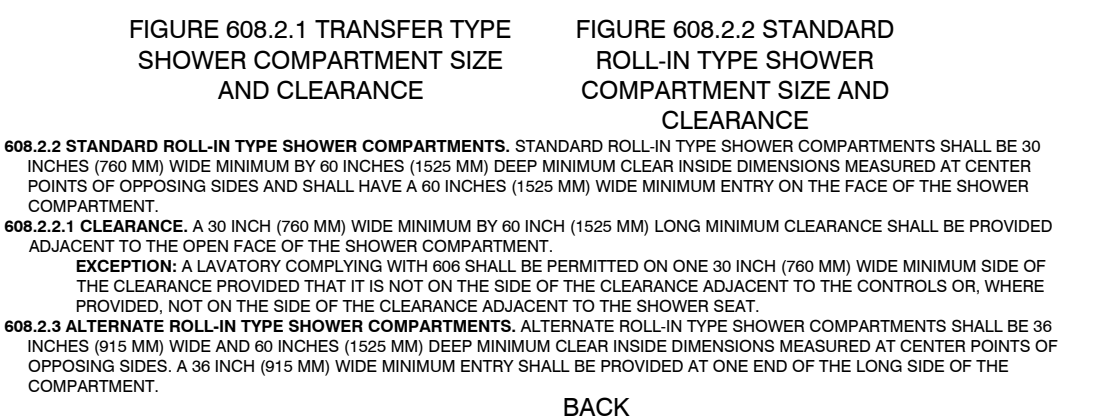 FIGURE 608.2.1 TRANSFER TYPE
SHOWER COMPARTMENT SIZE
AND CLEARANCE
FIGURE 608.2.2 STANDARD
ROLL-IN TYPE SHOWER
COMPARTMENT SIZE AND
CLEARANCE
608.2.2 STANDARD ROLL-IN TYPE SHOWER COMPARTMENTS. STANDARD ROLL-IN TYPE SHOWER COMPARTMENTS SHALL BE 30
INCHES (760 MM) WIDE MINIMUM BY 60 INCHES (1525 MM) DEEP MINIMUM CLEAR INSIDE DIMENSIONS MEASURED AT CENTER
POINTS OF OPPOSING SIDES AND SHALL HAVE A 60 INCHES (1525 MM) WIDE MINIMUM ENTRY ON THE FACE OF THE SHOWER
COMPARTMENT.
608.2.2.1 CLEARANCE. A 30 INCH (760 MM) WIDE MINIMUM BY 60 INCH (1525 MM) LONG MINIMUM CLEARANCE SHALL BE PROVIDED
ADJACENT TO THE OPEN FACE OF THE SHOWER COMPARTMENT.
EXCEPTION: A LAVATORY COMPLYING WITH 606 SHALL BE PERMITTED ON ONE 30 INCH (760 MM) WIDE MINIMUM SIDE OF
THE CLEARANCE PROVIDED THAT IT IS NOT ON THE SIDE OF THE CLEARANCE ADJACENT TO THE CONTROLS OR, WHERE
PROVIDED, NOT ON THE SIDE OF THE CLEARANCE ADJACENT TO THE SHOWER SEAT.
608.2.3 ALTERNATE ROLL-IN TYPE SHOWER COMPARTMENTS. ALTERNATE ROLL-IN TYPE SHOWER COMPARTMENTS SHALL BE 36
INCHES (915 MM) WIDE AND 60 INCHES (1525 MM) DEEP MINIMUM CLEAR INSIDE DIMENSIONS MEASURED AT CENTER POINTS OF
OPPOSING SIDES. A 36 INCH (915 MM) WIDE MINIMUM ENTRY SHALL BE PROVIDED AT ONE END OF THE LONG SIDE OF THE
COMPARTMENT.
BACK